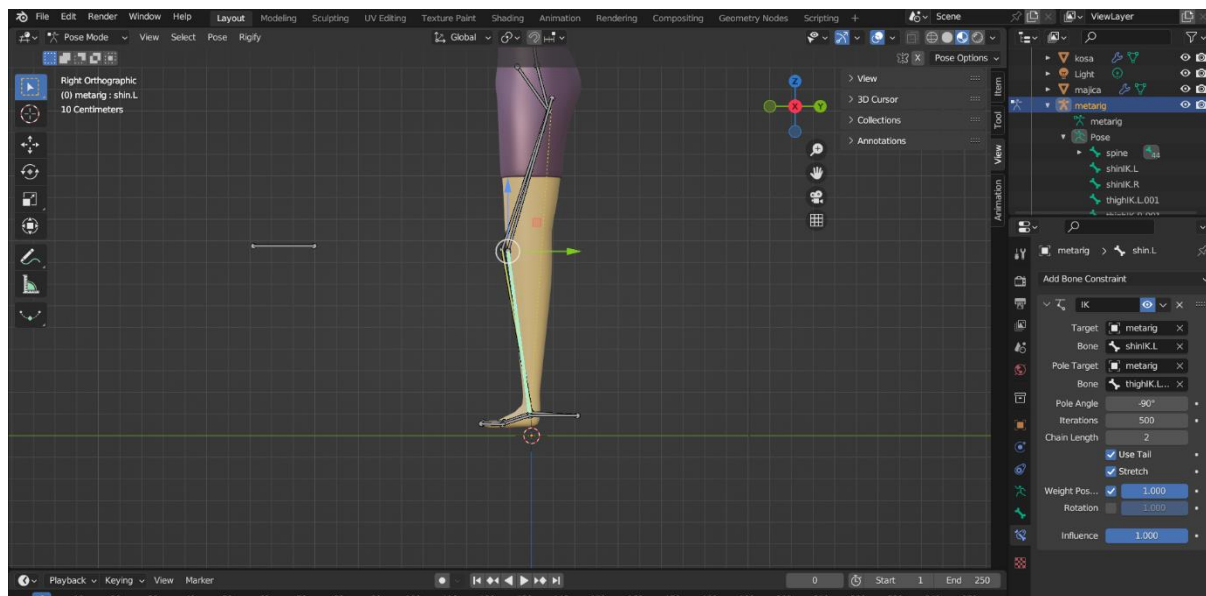 File Edit Render Window Help Layout Modeling Sculpting UV Editing Texture Paint Shading Animation Rendering Compositing Geometry Nodes Scripting + Scene ViewLayer
Pose Mode View Select Pose Rigify Global
X Pose Options
Right Orthographic
(0) metarig : shin.L
10 Centimeters
Z
X
Y
View
3D Cursor
Collections
Annotations
Item
Tool
View
Animation
kosa
Light
majica
metarig
metarig
Pose
spine 44
shinIK.L
shinIK.R
thighIK.L.001
thighIK.R.001
metarig > shin.L
Add Bone Constraint
IK
Target metarig
Bone shinIK.L
Pole Target metarig
Bone thighIK.L...
Pole Angle -90°
Iterations 500
Chain Length 2
Use Tail
Stretch
Weight Pos... 1.000
Rotation 1.000
Influence 1.000
Playback Keying View Marker 0 Start 1 End 250